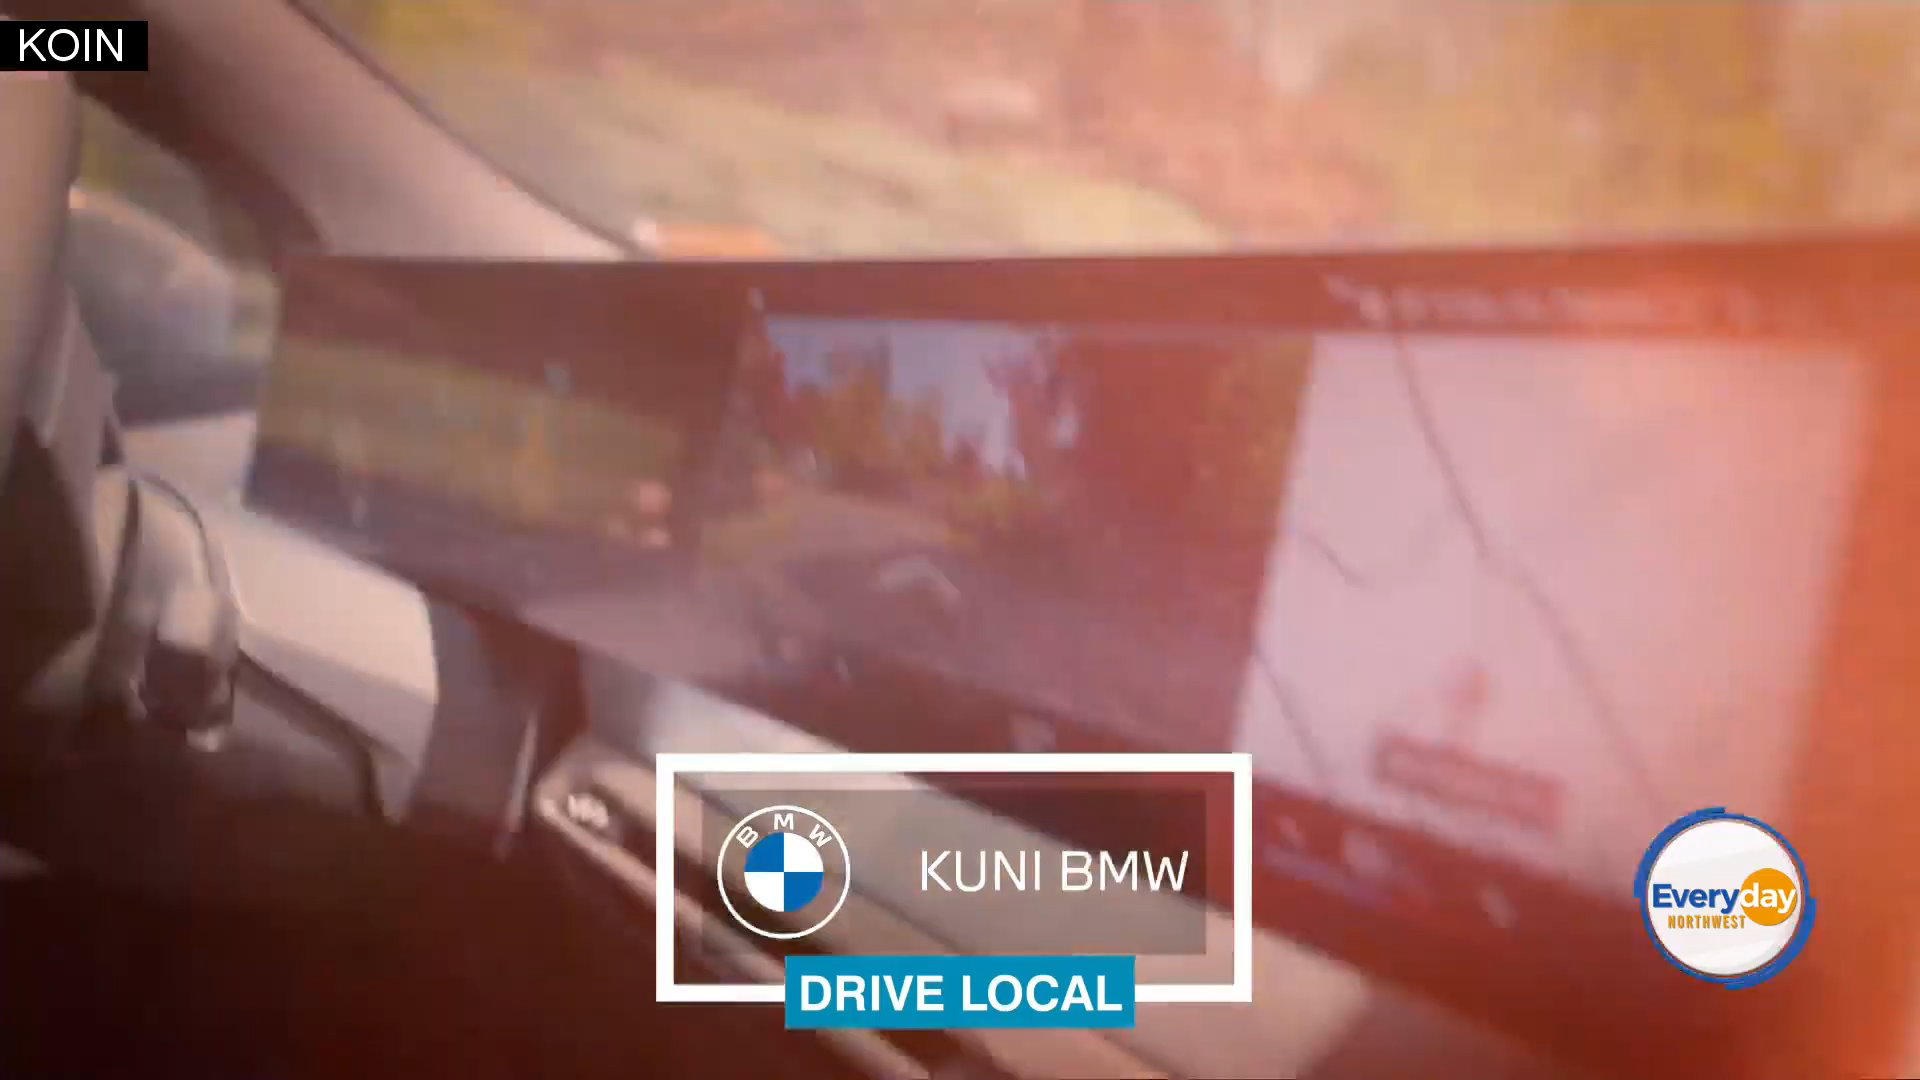 KOIN
BMW
KUNI BMW
DRIVE LOCAL
Everyday
NORTHWEST